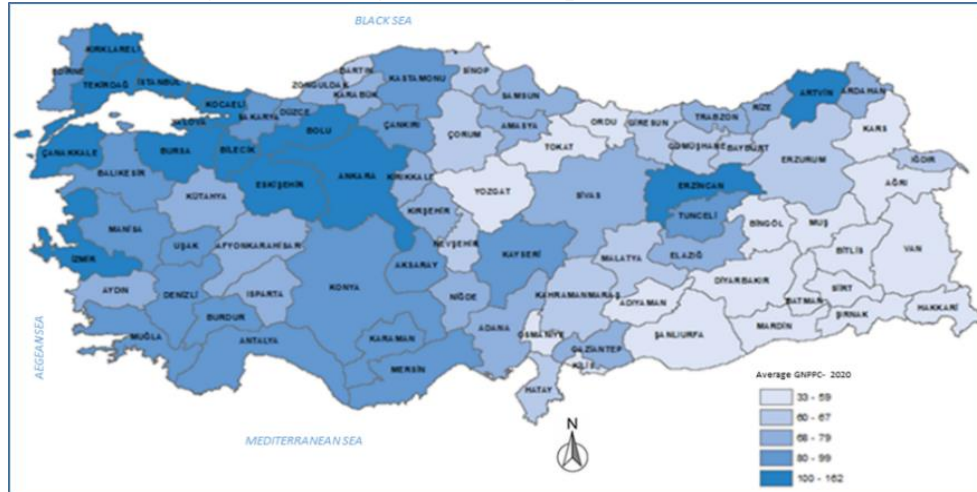 BLACK SEA
KIRKLARELİ
EDİRNE
TEKİRDAĞ
İSTANBUL
KOCAELİ
YALOVA
SAKARYA
DÜZCE
ZONGULDAK
BARTIN
KARABÜK
KASTAMONU
SİNOP
SAMSUN
BOLU
ÇANKIRI
ÇORUM
AMASYA
ORDU
TOKAT
GİRESUN
TRABZON
RİZE
ARTVİN
ARDAHAN
KARS
GÜMÜŞHANE
BAYBURT
ERZURUM
IĞDIR
AĞRI
ÇANAKKALE
BURSA
BİLECİK
BALIKESİR
ESKİŞEHİR
ANKARA
KIRIKKALE
YOZGAT
SİVAS
ERZİNCAN
TUNCELİ
KÜTAHYA
KIRŞEHİR
BİNGÖL
MUŞ
MANİSA
UŞAK
AFYONKARAHİSAR
NEVŞEHİR
KAYSERİ
MALATYA
ELAZIĞ
BİTLİS
VAN
İZMİR
AKSARAY
KONYA
AYDIN
DENİZLİ
ISPARTA
NİĞDE
KAHRAMANMARAŞ
ADIYAMAN
DİYARBAKIR
BATMAN
SİİRT
HAKKARİ
ŞIRNAK
BURDUR
MUĞLA
ANTALYA
KARAMAN
MERSİN
ADANA
OSMANİYE
GAZİANTEP
KİLİS
ŞANLIURFA
MARDİN
HATAY
AEGEAN SEA
MEDITERRANEAN SEA
N
Average GNPPC- 2020
33 - 59
60 - 67
68 - 79
80 - 99
100 - 162